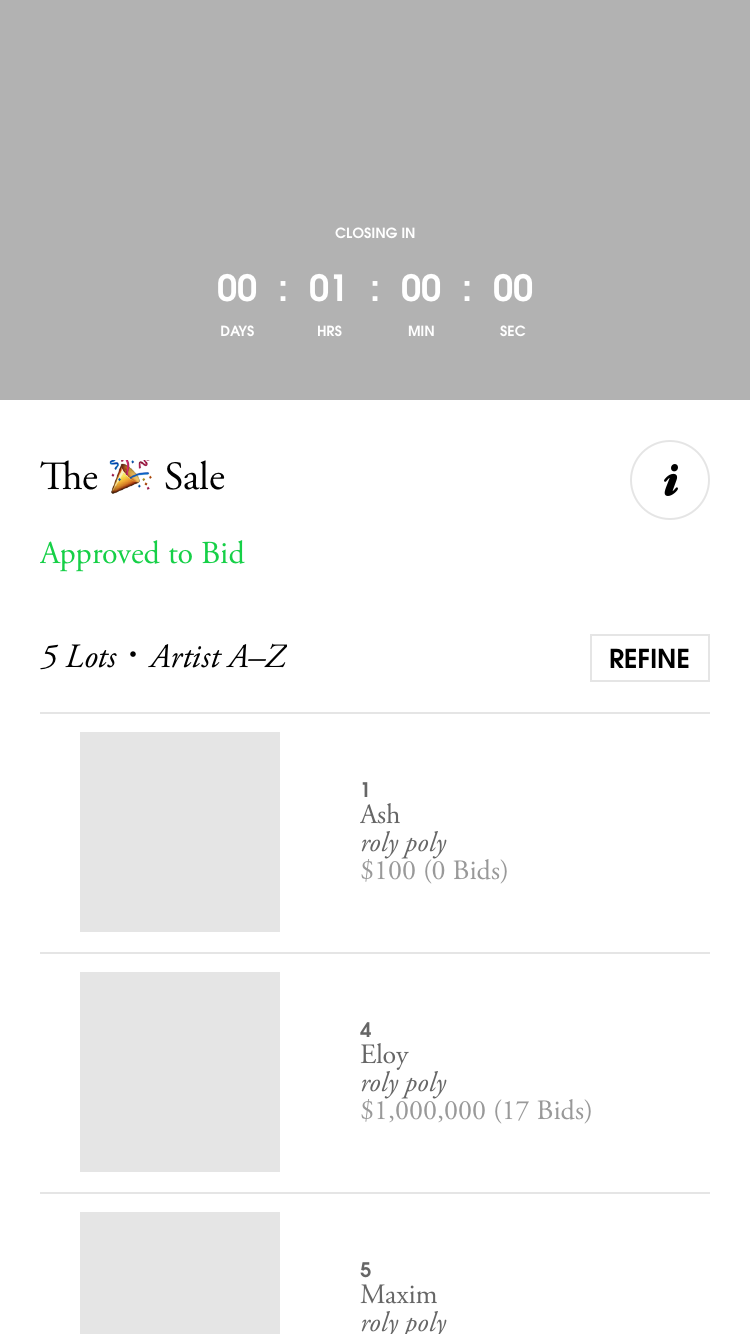 CLOSING IN
00 : 01 : 00 : 00
DAYS HRS MIN SEC
The 🎉 Sale
i
Approved to Bid
5 Lots • Artist A–Z
REFINE
1
Ash
roly poly
$100 (0 Bids)
4
Eloy
roly poly
$1,000,000 (17 Bids)
5
Maxim
roly poly